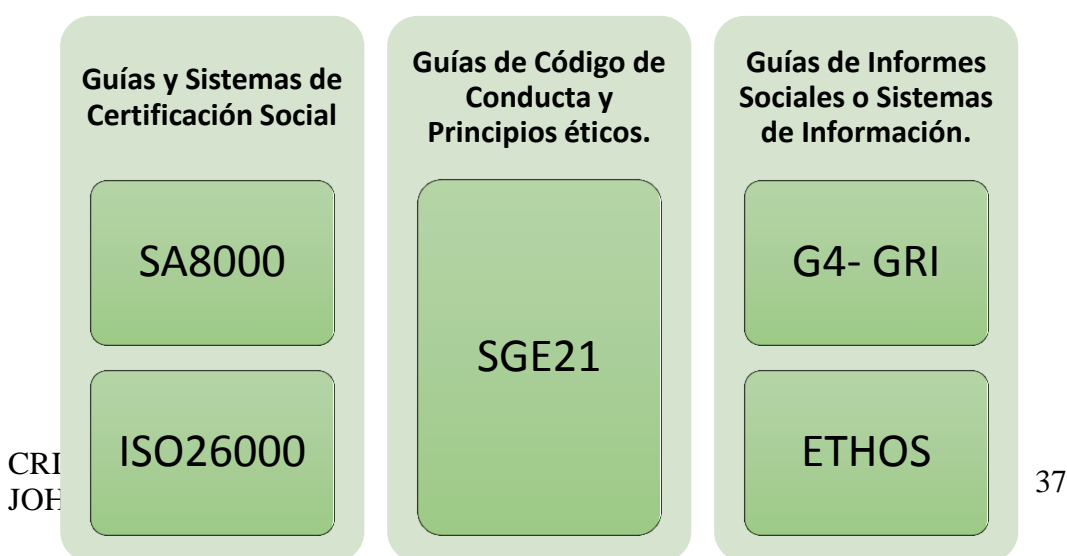 Guías y Sistemas de
Certificación Social
SA8000
ISO26000
Guías de Código de
Conducta y
Principios éticos.
SGE21
Guías de Informes
Sociales o Sistemas
de Información.
G4- GRI
ETHOS
37